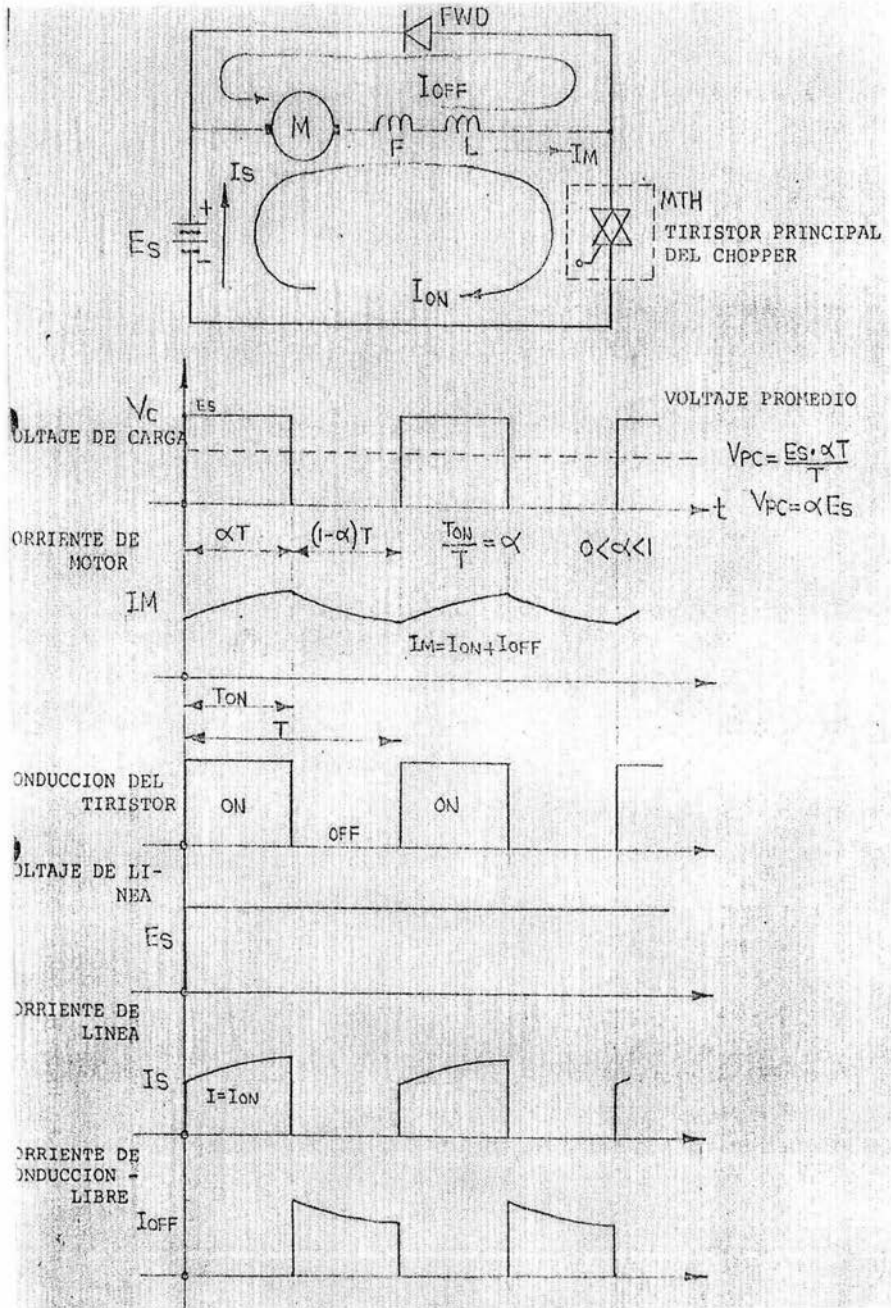 FWD
IOFF
M
F
L
IM
IS
+
ES
-
ION
MTH
TIRISTOR PRINCIPAL
DEL CHOPPER
VC
ES
VOLTAJE PROMEDIO
OLTAJE DE CARGA
VPC = ES·αT
T
t
VPC = αES
αT
(1-α)T
TON
T
= α
0<α<1
ORRIENTE DE
MOTOR
IM
IM=ION+IOFF
TON
T
ONDUCCION DEL
TIRISTOR
ON
OFF
ON
OLTAJE DE LI-
NEA
ES
ORRIENTE DE
LINEA
IS
I=ION
ORRIENTE DE
ONDUCCION -
LIBRE
IOFF